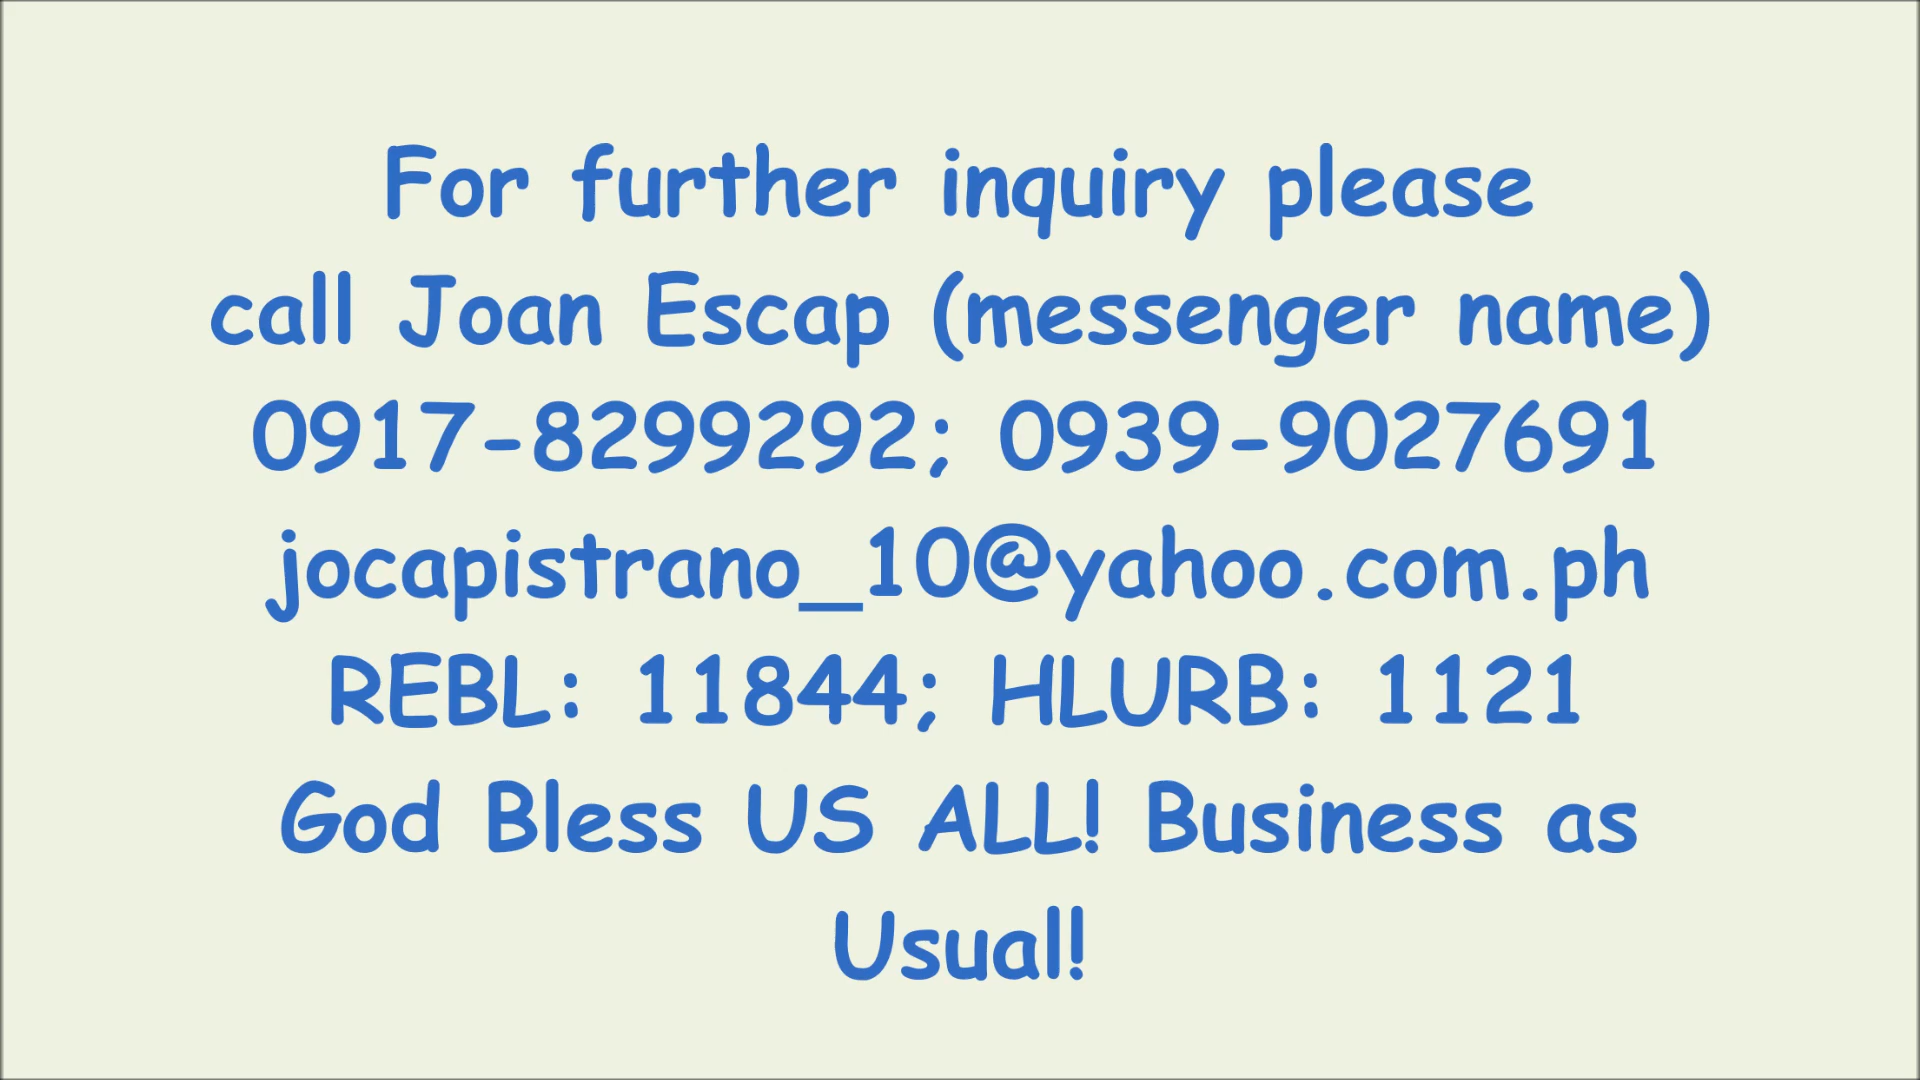 For further inquiry please
call Joan Escap (messenger name)
0917-8299292; 0939-9027691
jocapistrano_10@yahoo.com.ph
REBL: 11844; HLURB: 1121
God Bless US ALL! Business as
Usual!